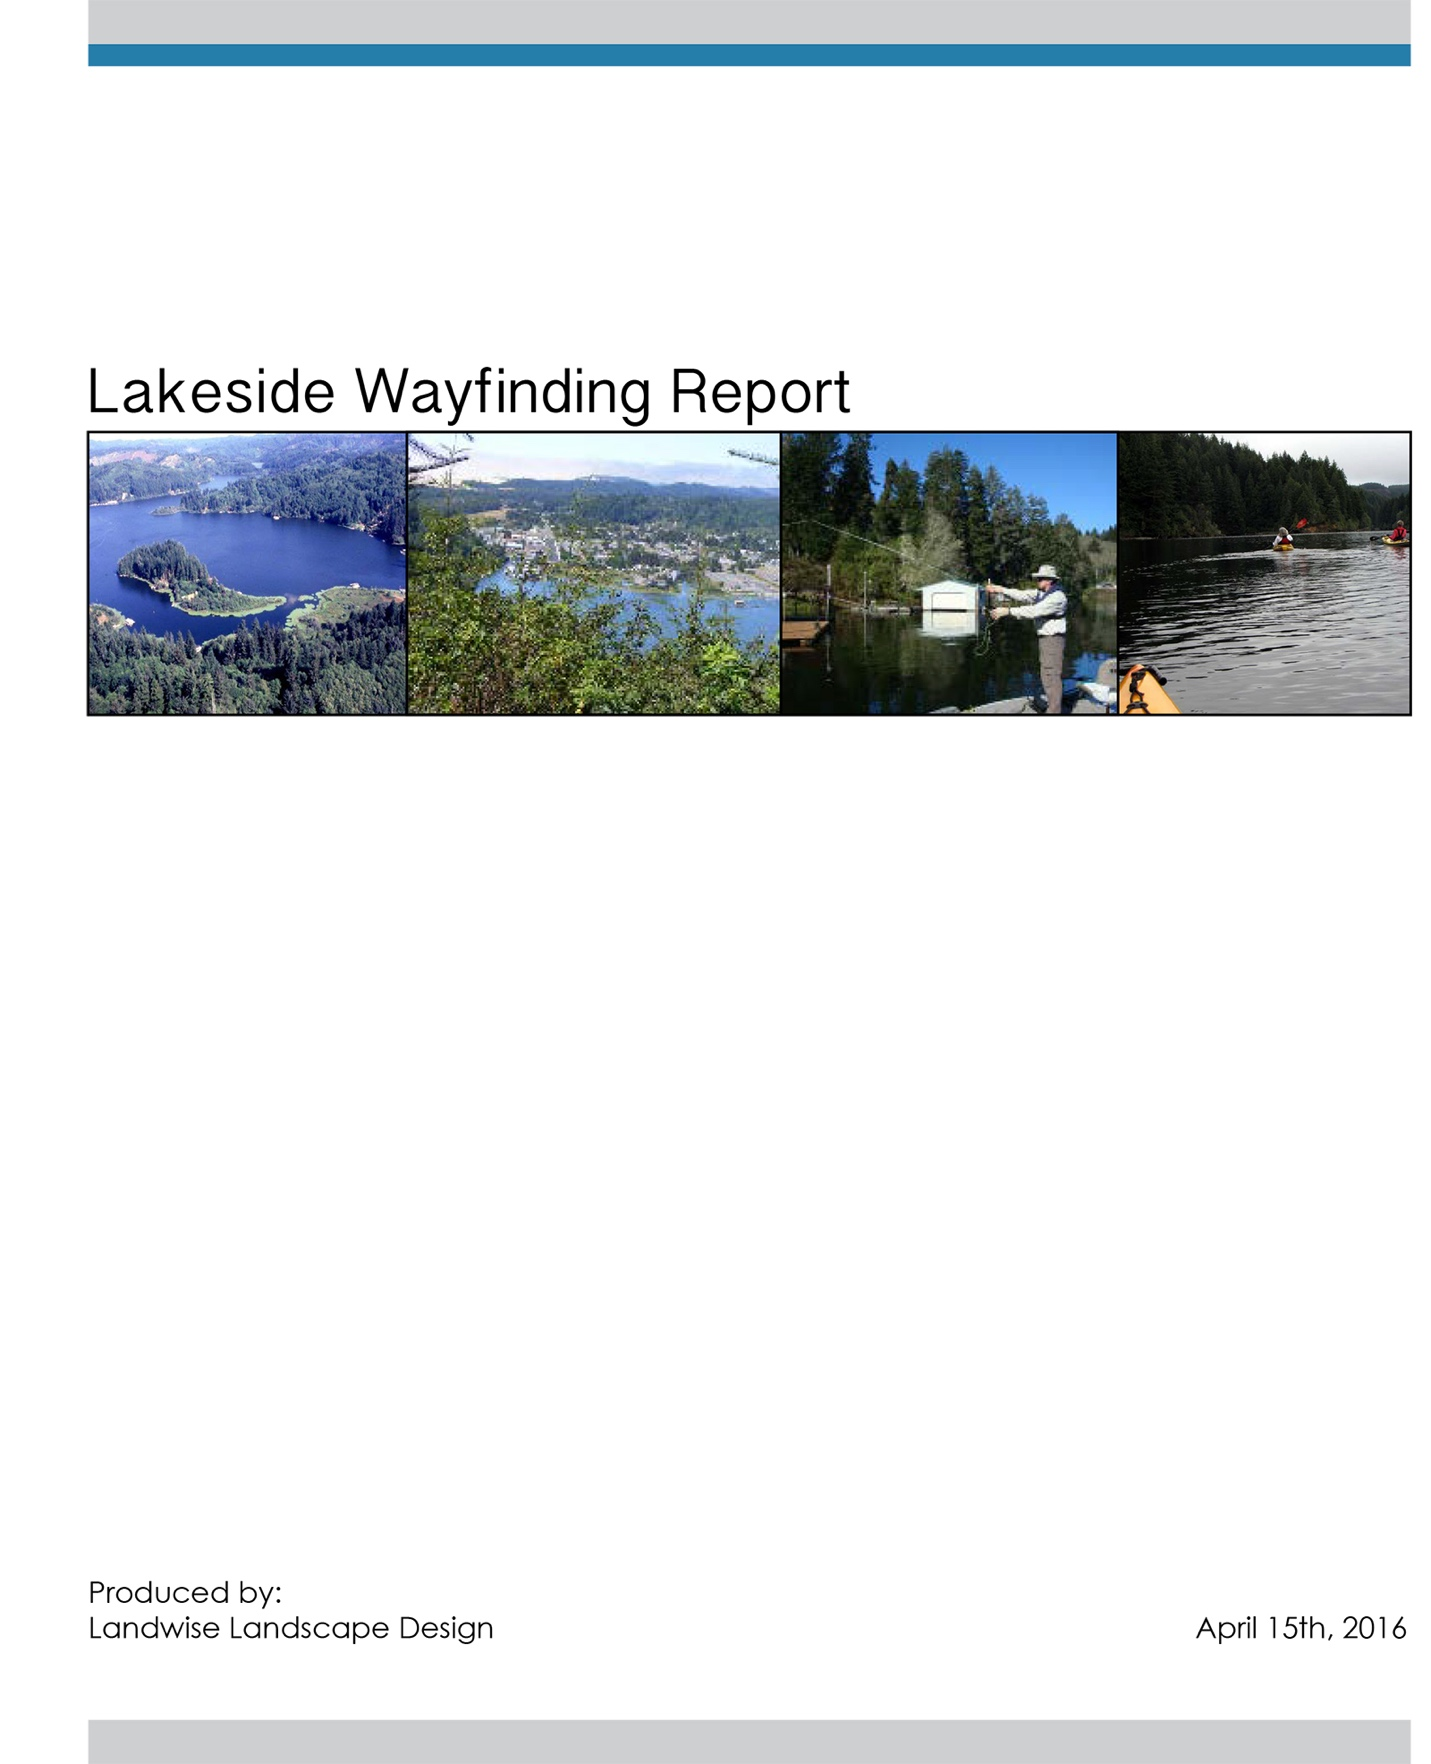 Lakeside Wayfinding Report
Produced by:
Landwise Landscape Design
April 15th, 2016